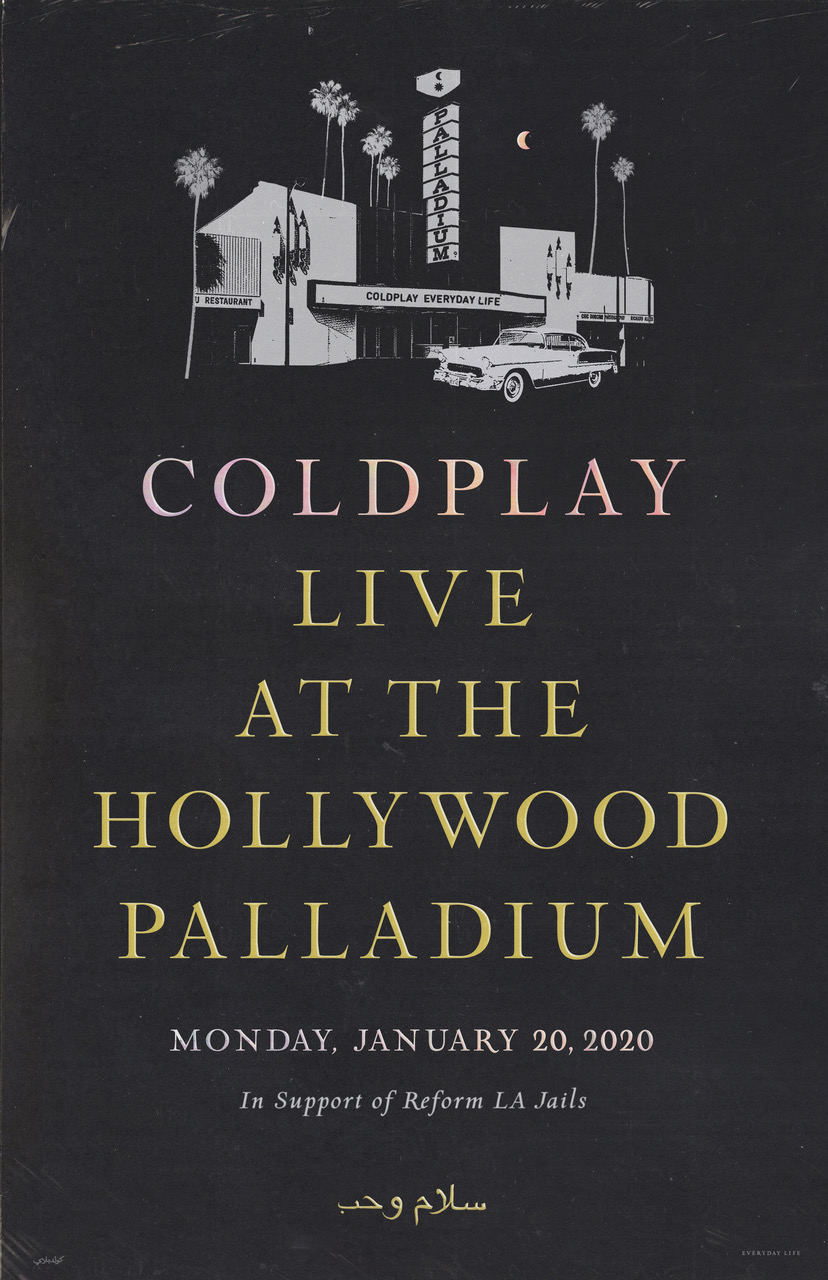 PALLADIUM
U RESTAURANT
COLDPLAY EVERYDAY LIFE
COLDPLAY
LIVE
AT THE
HOLLYWOOD
PALLADIUM
MONDAY, JANUARY 20, 2020
In Support of Reform LA Jails
سلام وحب
كولدبلاي
EVERYDAY LIFE